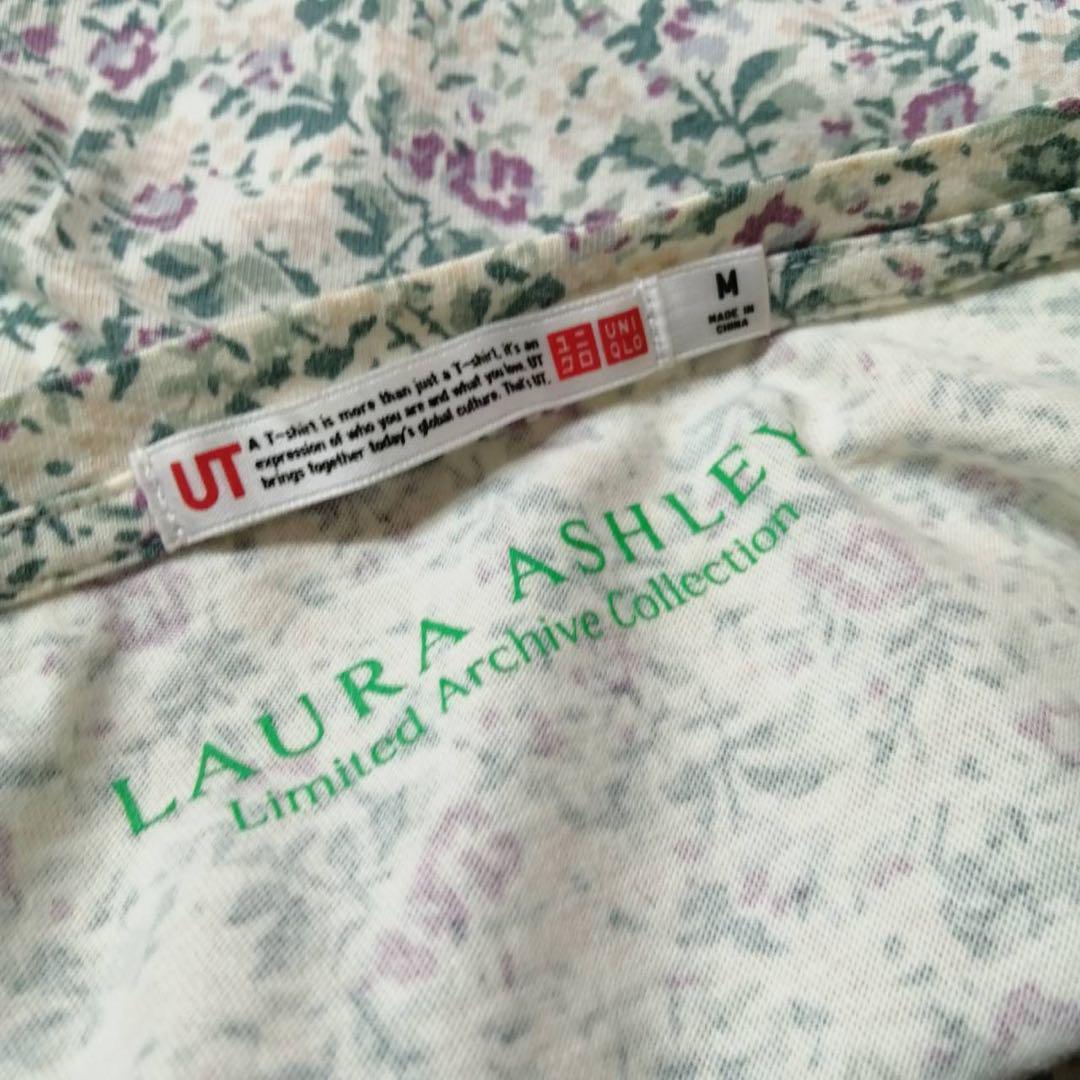 UT
A T-shirt is more than just a T-shirt, it's an
expression of who you are and what you love. UT
brings together today's global culture. That's UT.
ユニ
クロ
UNI
QLO
M
MADE IN
CHINA
LAURA ASHLEY
Limited Archive Collection